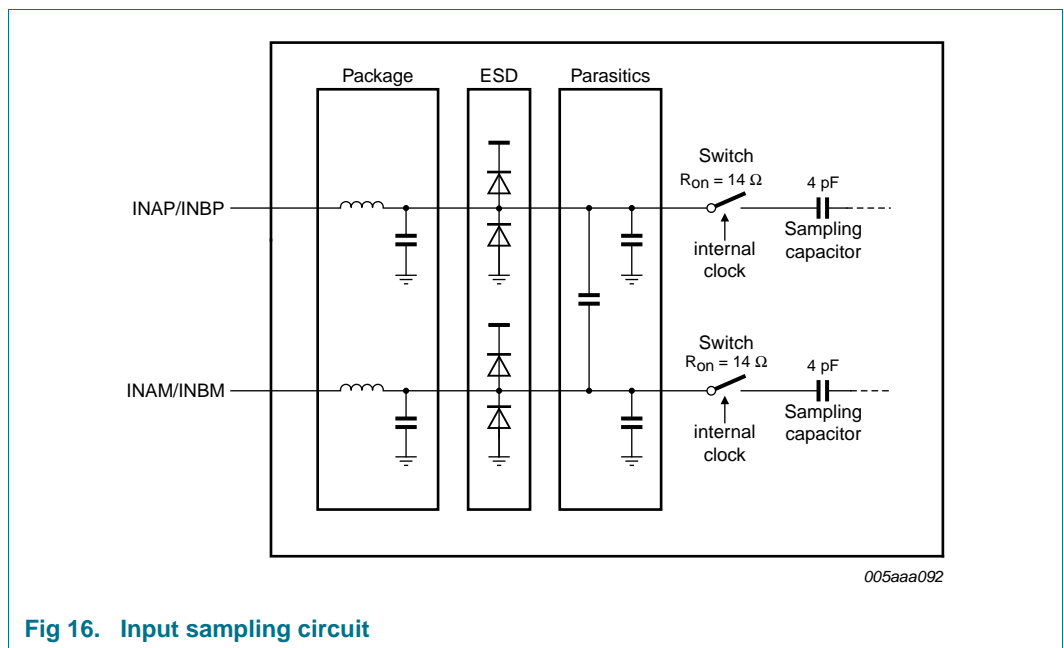 Package ESD Parasitics
Switch
Ron = 14 Ω
4 pF
INAP/INBP
internal
clock
Sampling
capacitor
Switch
Ron = 14 Ω
4 pF
INAM/INBM
internal
clock
Sampling
capacitor
005aaa092
Fig 16. Input sampling circuit